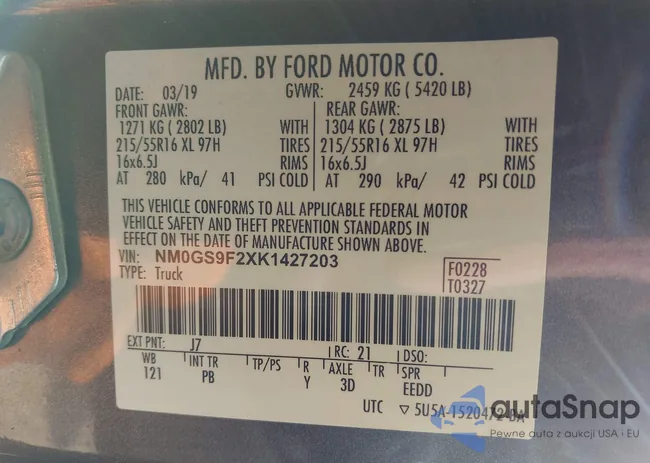 MFD. BY FORD MOTOR CO.
DATE: 03/19 GVWR: 2459 KG ( 5420 LB)
FRONT GAWR: REAR GAWR:
1271 KG ( 2802 LB) WITH 1304 KG ( 2875 LB) WITH
215/55R16 XL 97H TIRES 215/55R16 XL 97H TIRES
16x6.5J RIMS 16x6.5J RIMS
AT 280 kPa/ 41 PSI COLD AT 290 kPa/ 42 PSI COLD
THIS VEHICLE CONFORMS TO ALL APPLICABLE FEDERAL MOTOR
VEHICLE SAFETY AND THEFT PREVENTION STANDARDS IN
EFFECT ON THE DATE OF MANUFACTURE SHOWN ABOVE.
VIN: NM0GS9F2XK1427203
TYPE: Truck
F0228
T0327
EXT PNT: J7 RC: 21 DSO:
WB INT TR TP/PS R AXLE TR SPR
121 PB Y 3D EEDD
UTC ▽ 5U5A-1520472-BA
autoSnap
Pewne auta z aukcji USA i EU